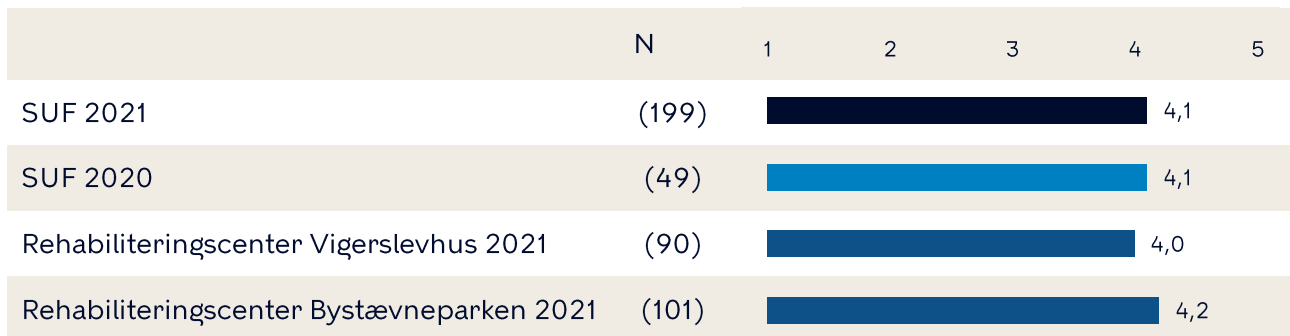 N 1 2 3 4 5
SUF 2021 (199) 4,1
SUF 2020 (49) 4,1
Rehabiliteringscenter Vigerslevhus 2021 (90) 4,0
Rehabiliteringscenter Bystævneparken 2021 (101) 4,2